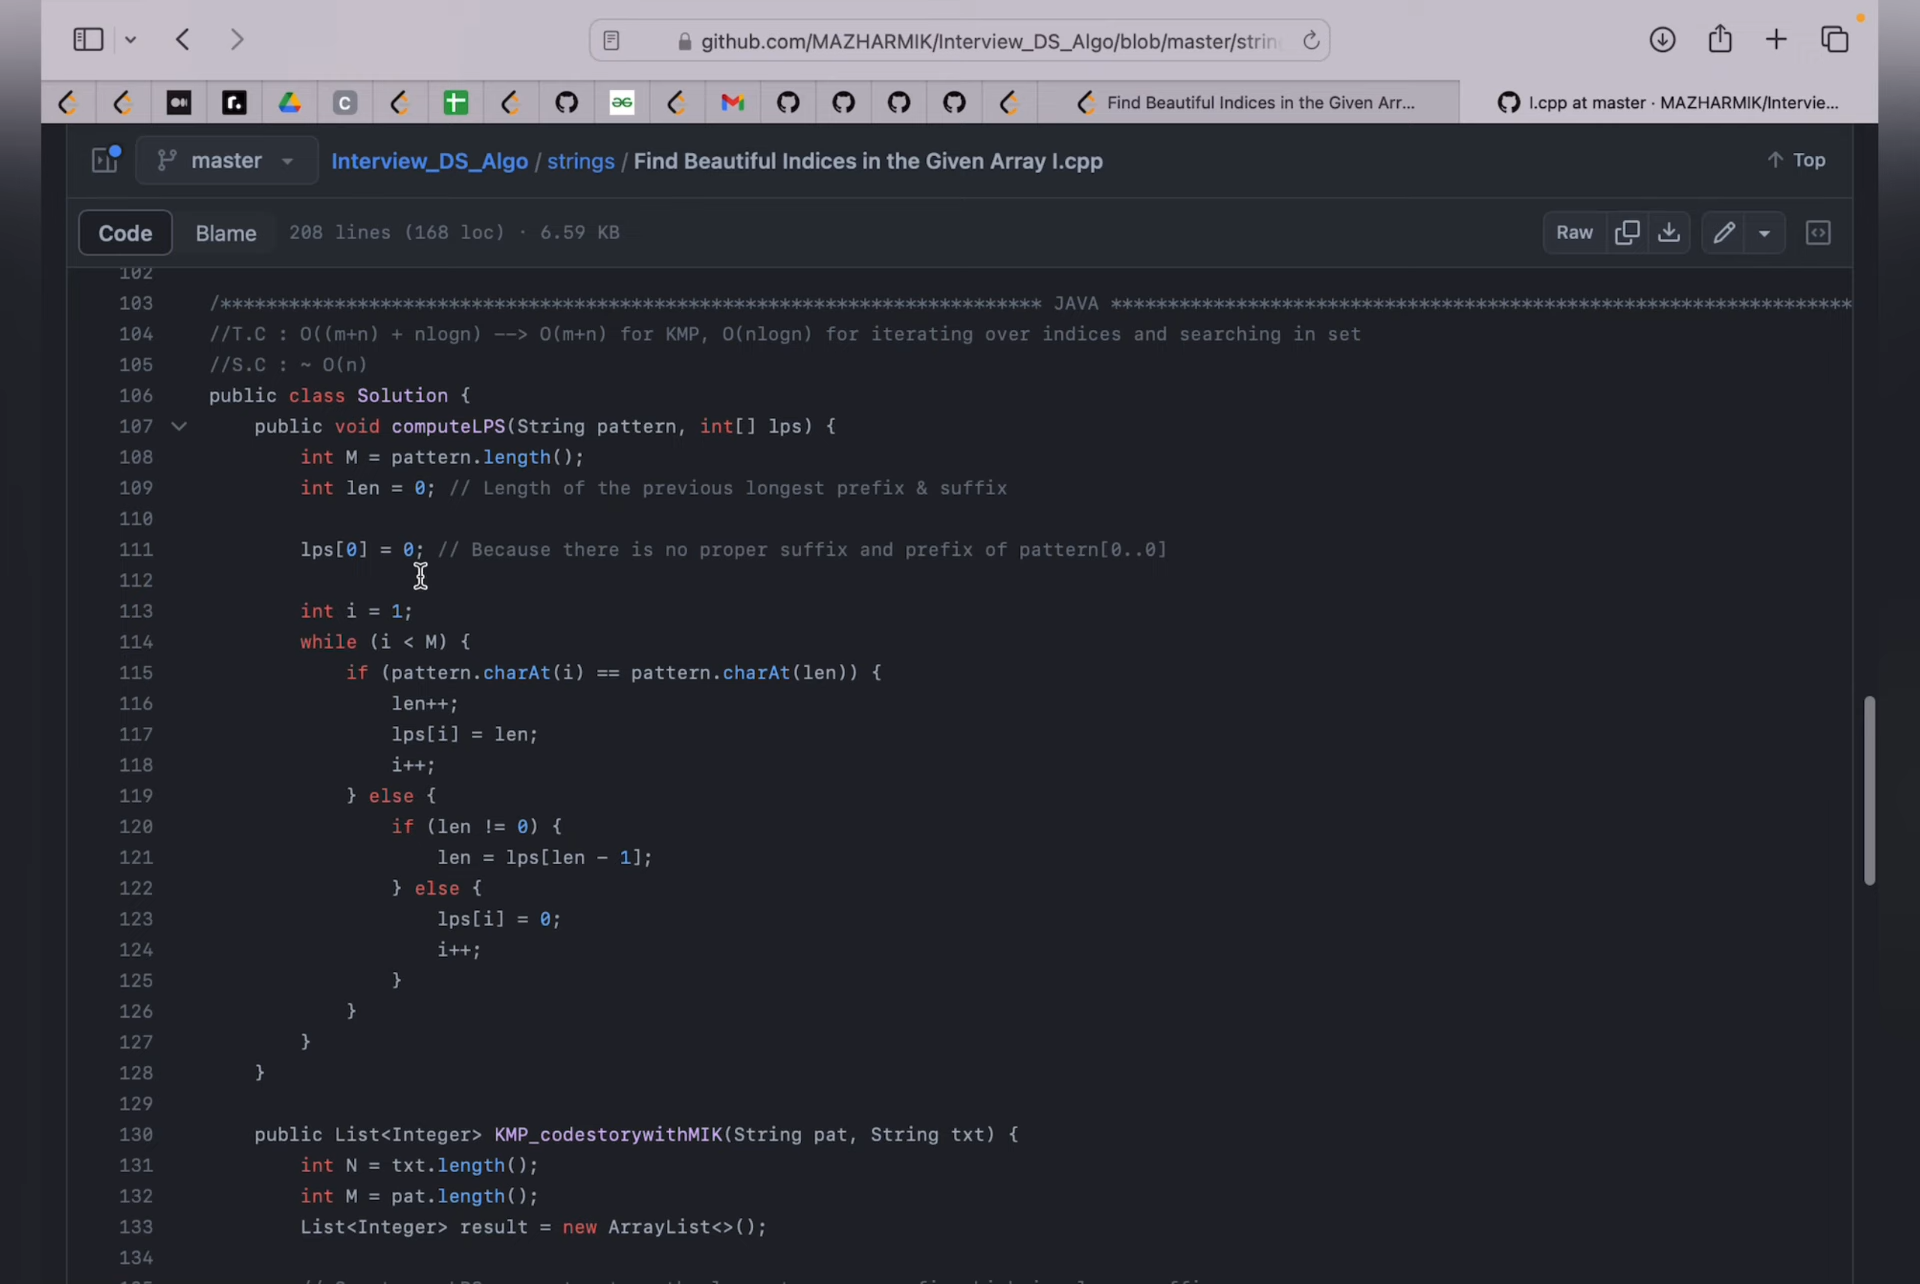 github.com/MAZHARMIK/Interview_DS_Algo/blob/master/strin
Find Beautiful Indices in the Given Arr...
I.cpp at master · MAZHARMIK/Intervie...
master
Interview_DS_Algo / strings / Find Beautiful Indices in the Given Array I.cpp
Top
Code
Blame
208 lines (168 loc) · 6.59 KB
Raw
102
103 /************************************************************************ JAVA *****************************************************************
104 //T.C : O((m+n) + nlogn) --> O(m+n) for KMP, O(nlogn) for iterating over indices and searching in set
105 //S.C : ~ O(n)
106 public class Solution {
107 public void computeLPS(String pattern, int[] lps) {
108 int M = pattern.length();
109 int len = 0; // Length of the previous longest prefix & suffix
110
111 lps[0] = 0; // Because there is no proper suffix and prefix of pattern[0..0]
112
113 int i = 1;
114 while (i < M) {
115 if (pattern.charAt(i) == pattern.charAt(len)) {
116 len++;
117 lps[i] = len;
118 i++;
119 } else {
120 if (len != 0) {
121 len = lps[len - 1];
122 } else {
123 lps[i] = 0;
124 i++;
125 }
126 }
127 }
128 }
129
130 public List<Integer> KMP_codestorywithMIK(String pat, String txt) {
131 int N = txt.length();
132 int M = pat.length();
133 List<Integer> result = new ArrayList<>();
134